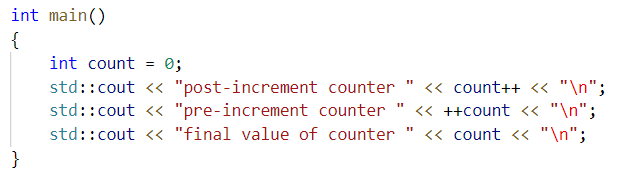 int main()
{
    int count = 0;
    std::cout << "post-increment counter " << count++ << "\n";
    std::cout << "pre-increment counter " << ++count << "\n";
    std::cout << "final value of counter " << count << "\n";
}